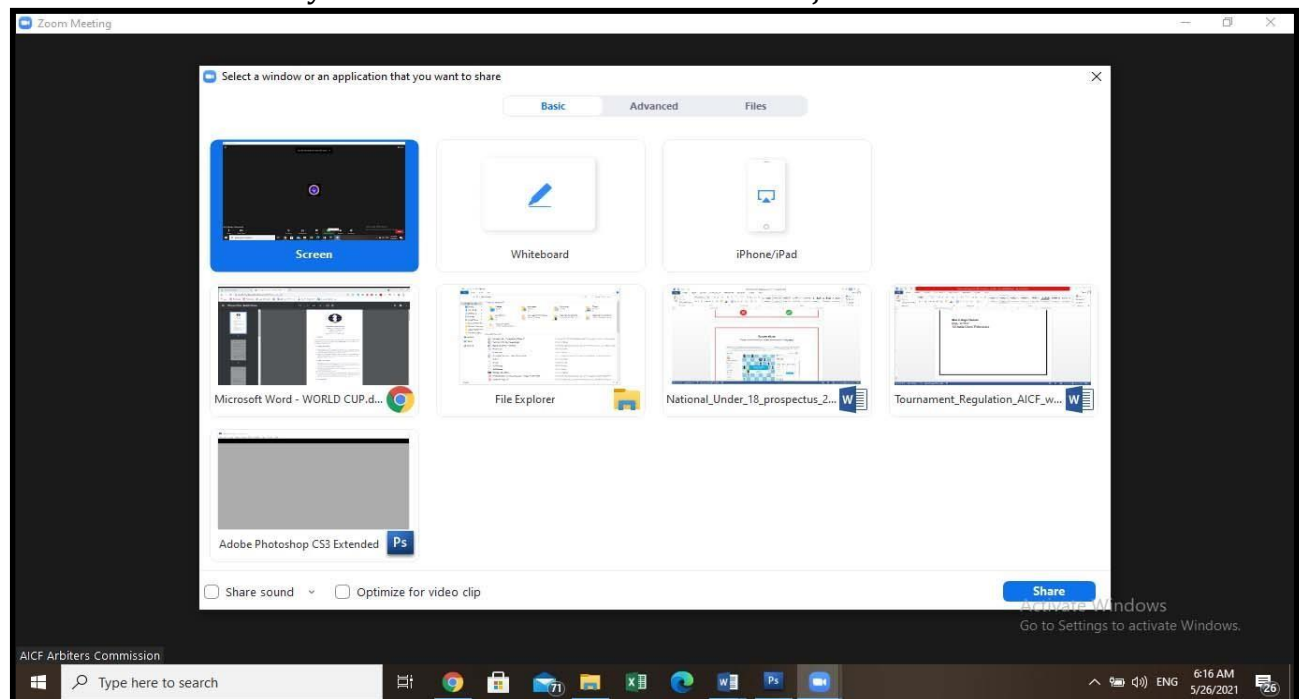 Zoom Meeting
Select a window or an application that you want to share
Basic Advanced Files
Screen Whiteboard iPhone/iPad
Microsoft Word - WORLD CUP.d... File Explorer National_Under_18_prospectus_2... Tournament_Regulation_AICF_w...
Adobe Photoshop CS3 Extended Ps
Share sound Optimize for video clip Share
Activate Windows
Go to Settings to activate Windows.
AICF Arbiters Commission
Type here to search 71 Ps ENG 6:16 AM
5/26/2021 26